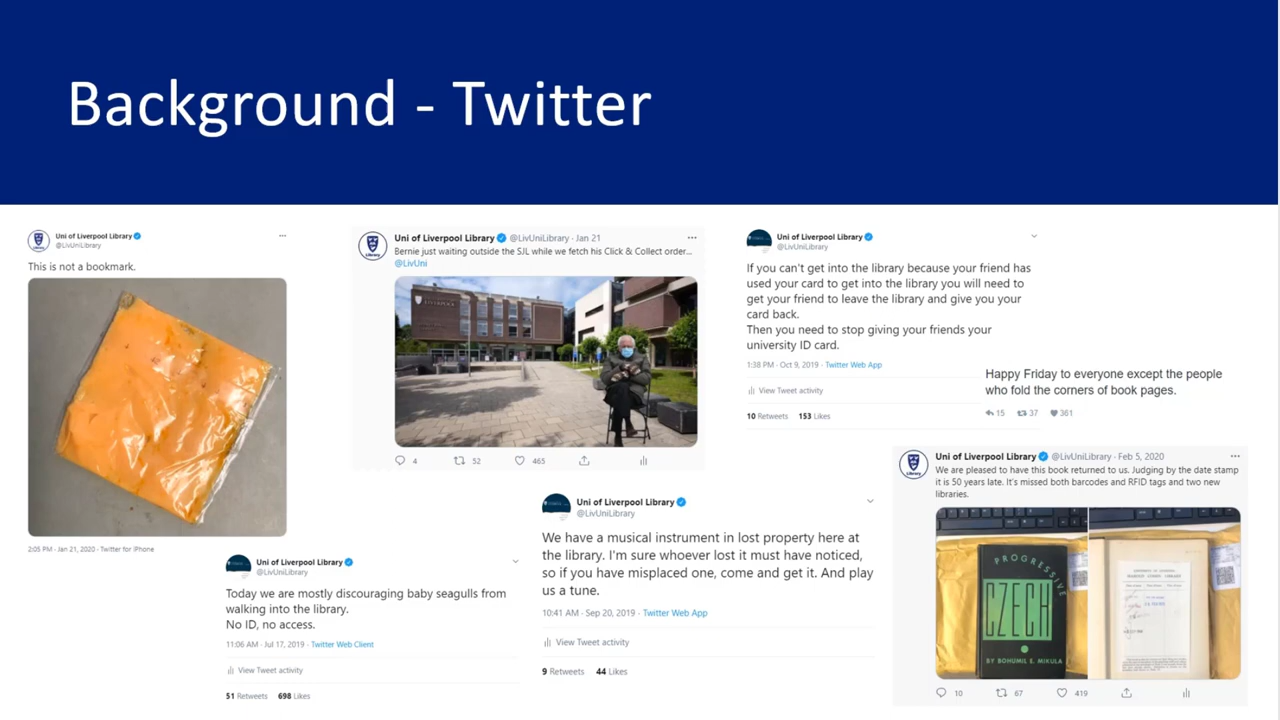 Background - Twitter
Uni of Liverpool Library
@LivUniLibrary
This is not a bookmark.
2:05 PM · Jan 21, 2020 · Twitter for iPhone
Uni of Liverpool Library @LivUniLibrary · Jan 21
Bernie just waiting outside the SJL while we fetch his Click & Collect order...
@LivUni
4 52 465
Uni of Liverpool Library
@LivUniLibrary
If you can't get into the library because your friend has
used your card to get into the library you will need to
get your friend to leave the library and give you your
card back.
Then you need to stop giving your friends your
university ID card.
1:38 PM · Oct 9, 2019 · Twitter Web App
View Tweet activity
10 Retweets 153 Likes
Happy Friday to everyone except the people
who fold the corners of book pages.
15 37 361
Uni of Liverpool Library
@LivUniLibrary
Today we are mostly discouraging baby seagulls from
walking into the library.
No ID, no access.
11:06 AM · Jul 17, 2019 · Twitter Web Client
View Tweet activity
51 Retweets 698 Likes
Uni of Liverpool Library
@LivUniLibrary
We have a musical instrument in lost property here at
the library. I'm sure whoever lost it must have noticed,
so if you have misplaced one, come and get it. And play
us a tune.
10:41 AM · Sep 20, 2019 · Twitter Web App
View Tweet activity
9 Retweets 44 Likes
Uni of Liverpool Library @LivUniLibrary · Feb 5, 2020
We are pleased to have this book returned to us. Judging by the date stamp
it is 50 years late. It's missed both barcodes and RFID tags and two new
libraries.
PROGRESSIVE
CZECH
BY BOHUMIL E. MIKULA
10 67 419